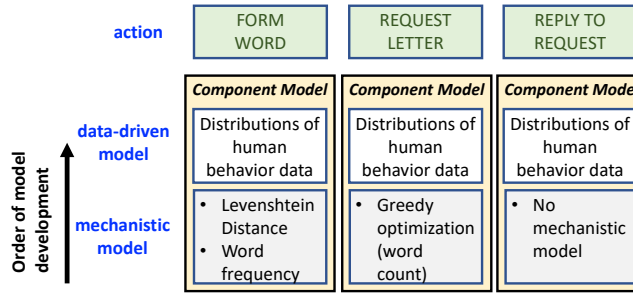 action
FORM
WORD
REQUEST
LETTER
REPLY TO
REQUEST
Component Model
Component Model
Component Model
data-driven
model
Distributions of
human
behavior data
Distributions of
human
behavior data
Distributions of
human
behavior data
Order of model
development
mechanistic
model
• Levenshtein
Distance
• Word
frequency
• Greedy
optimization
(word
count)
• No
mechanistic
model